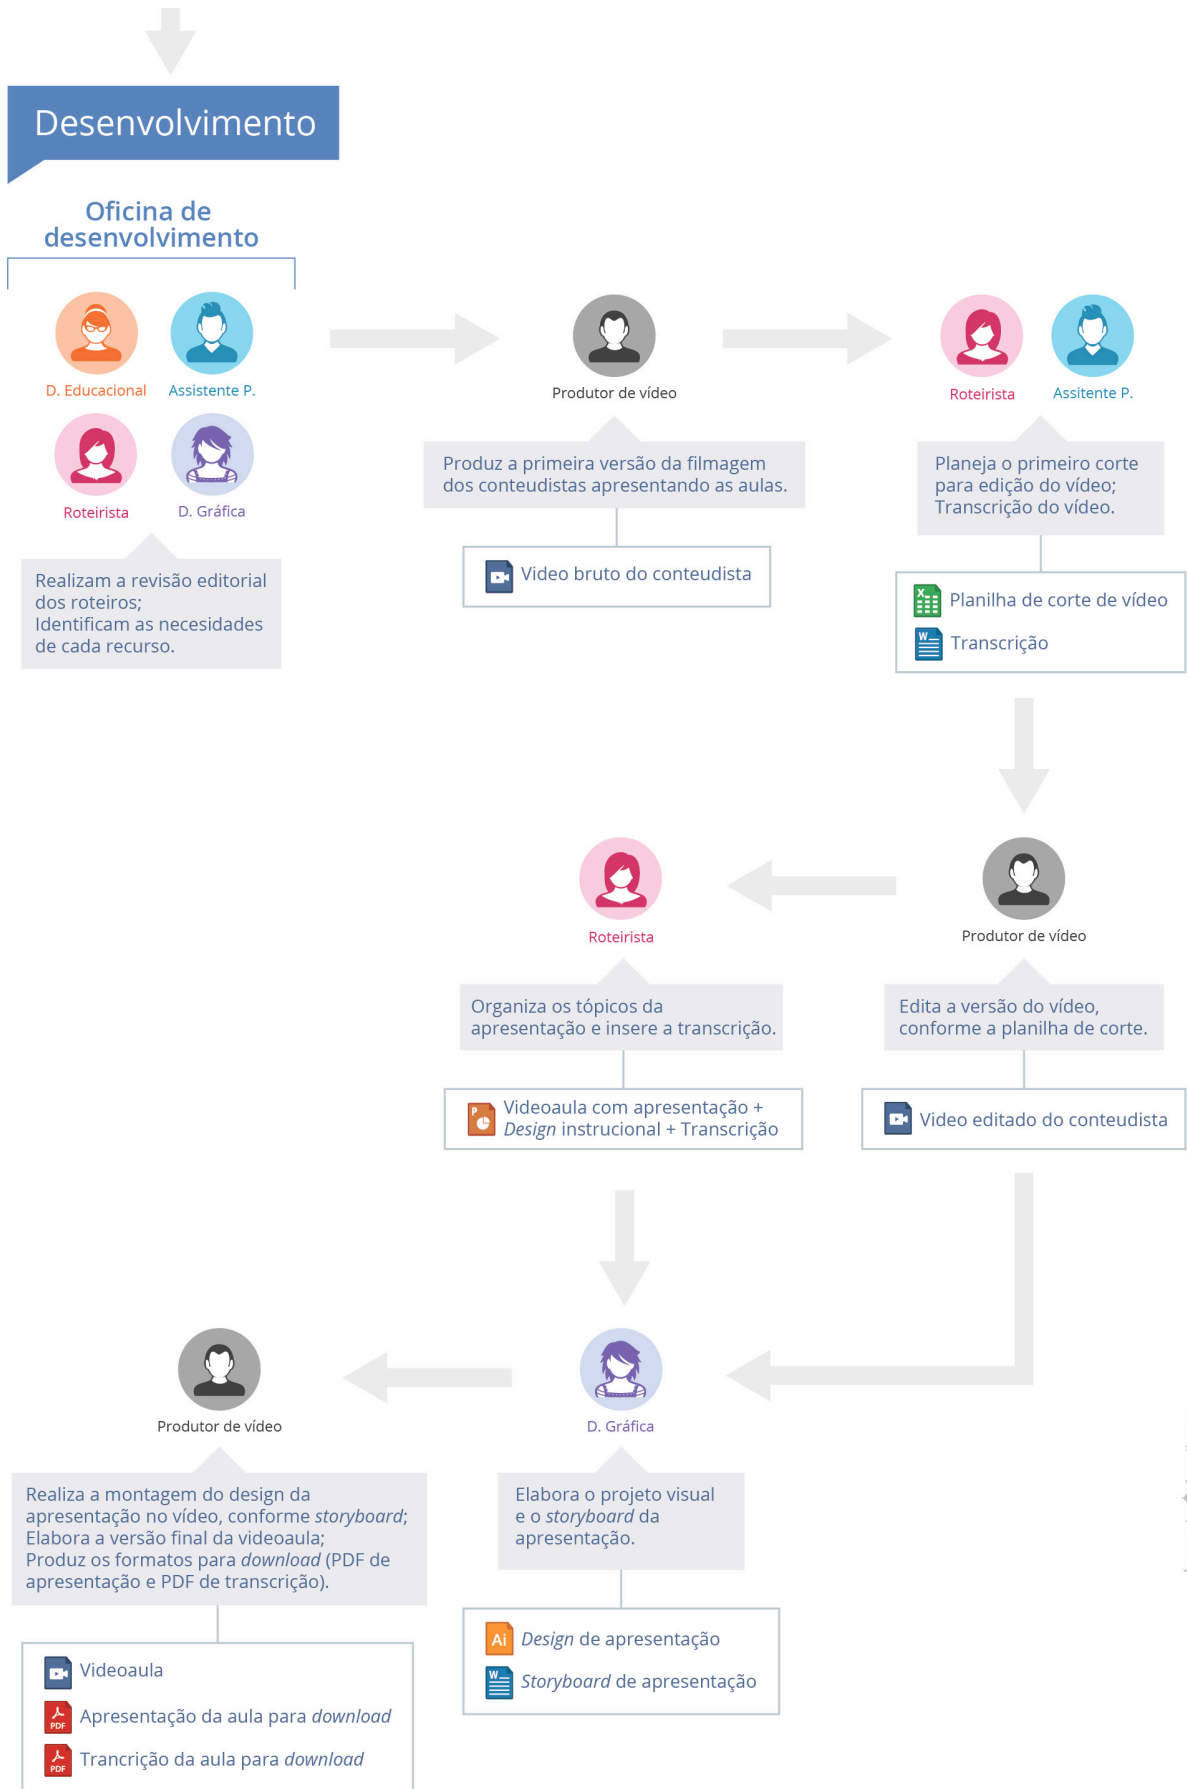 Desenvolvimento
Oficina de
desenvolvimento
D. Educacional
Assistente P.
Roteirista
D. Gráfica
Realizam a revisão editorial
dos roteiros;
Identificam as necesidades
de cada recurso.
Produtor de vídeo
Produz a primeira versão da filmagem
dos conteudistas apresentando as aulas.
Video bruto do conteudista
Roteirista
Assitente P.
Planeja o primeiro corte
para edição do vídeo;
Transcrição do vídeo.
X
Planilha de corte de vídeo
W
Transcrição
Roteirista
Organiza os tópicos da
apresentação e insere a transcrição.
P
Videoaula com apresentação +
Design instrucional + Transcrição
Produtor de vídeo
Edita a versão do vídeo,
conforme a planilha de corte.
Video editado do conteudista
Produtor de vídeo
Realiza a montagem do design da
apresentação no vídeo, conforme storyboard;
Elabora a versão final da videoaula;
Produz os formatos para download (PDF de
apresentação e PDF de transcrição).
Videoaula
PDF
Apresentação da aula para download
PDF
Trancrição da aula para download
D. Gráfica
Elabora o projeto visual
e o storyboard da
apresentação.
Ai
Design de apresentação
W
Storyboard de apresentação